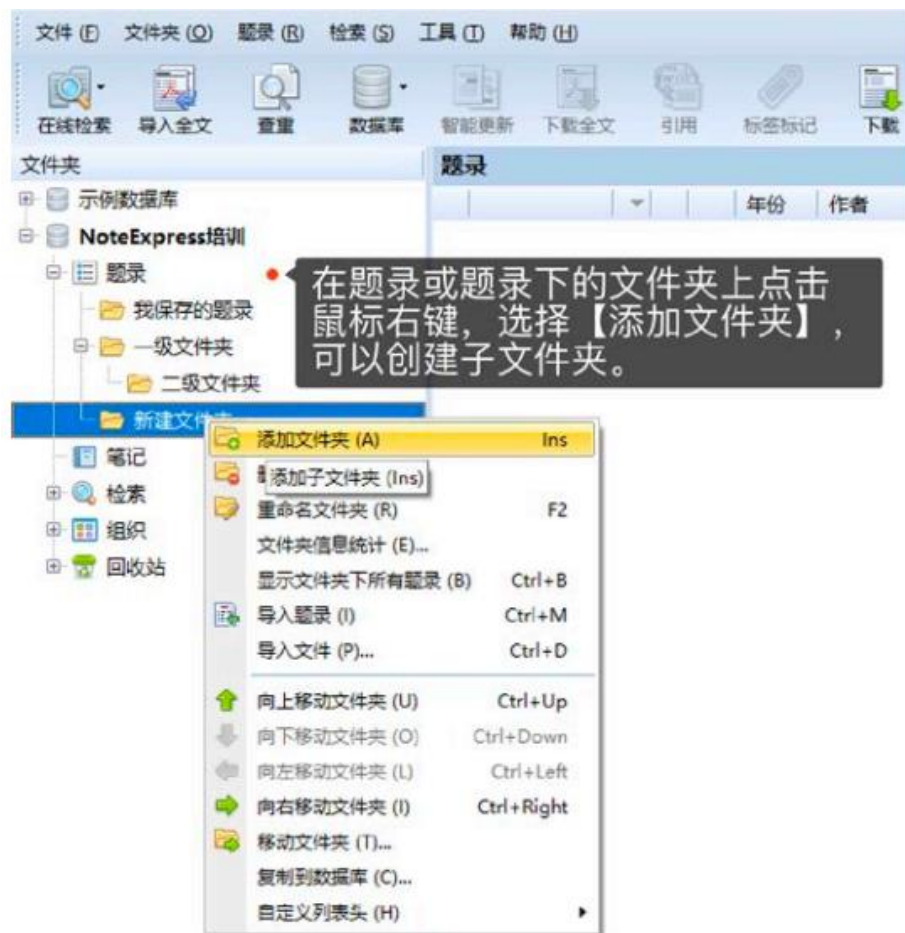 文件 (F) 文件夹 (O) 题录 (R) 检索 (S) 工具 (T) 帮助 (H)
在线检索 导入全文 查重 数据库 智能更新 下载全文 引用 标签标记 下载
文件夹
题录
示例数据库
年份 作者
NoteExpress培训
题录
在题录或题录下的文件夹上点击
鼠标右键，选择【添加文件夹】，
可以创建子文件夹。
我保存的题录
一级文件夹
二级文件夹
新建文件夹
添加文件夹 (A) Ins
笔记
添加子文件夹 (Ins)
检索
重命名文件夹 (R) F2
组织
文件夹信息统计 (E)...
回收站
显示文件夹下所有题录 (B) Ctrl+B
导入题录 (I) Ctrl+M
导入文件 (P)... Ctrl+D
向上移动文件夹 (U) Ctrl+Up
向下移动文件夹 (O) Ctrl+Down
向左移动文件夹 (L) Ctrl+Left
向右移动文件夹 (I) Ctrl+Right
移动文件夹 (T)...
复制到数据库 (C)...
自定义列表头 (H)